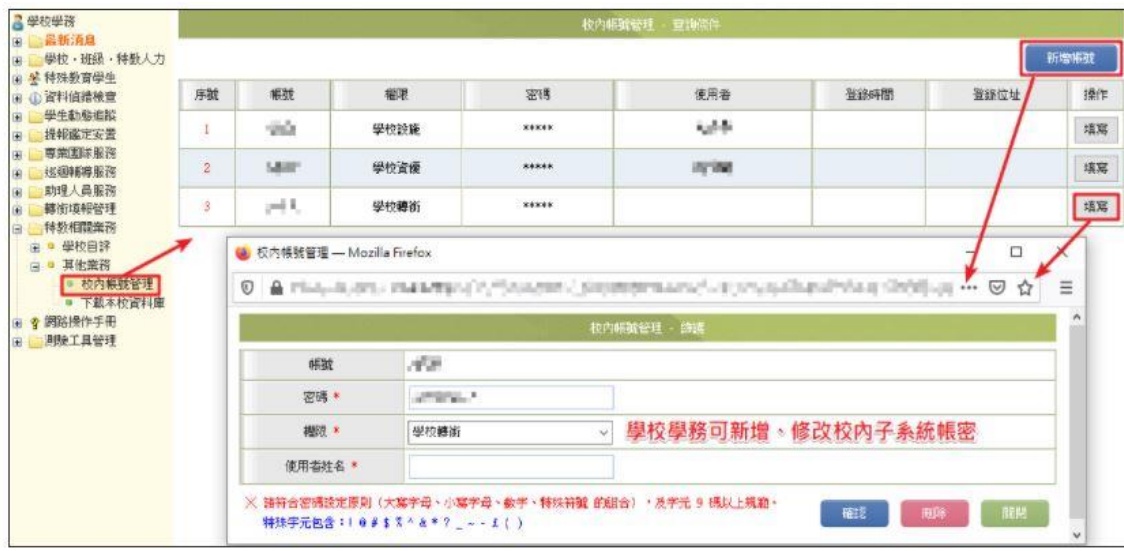 學校學務
最新消息
學校、班級、特教人力
特殊教育學生
資料偵錯檢查
學生動態追蹤
提報鑑定安置
專業團隊服務
巡迴輔導服務
助理人員服務
轉銜填報管理
特教相關業務
學校自評
其他業務
校內帳號管理
下載本校資料庫
網路操作手冊
測驗工具管理
校內帳號管理 - 查詢條件
新增帳號
序號 帳號 權限 密碼 使用者 登錄時間 登錄位址 操作
1 學校設施 ***** 填寫
2 學校資優 ***** 填寫
3 學校轉銜 ***** 填寫
校內帳號管理 — Mozilla Firefox
校內帳號管理 - 維護
帳號
密碼 *
權限 * 學校轉銜 學校學務可新增、修改校內子系統帳密
使用者姓名 *
※ 請符合密碼設定原則（大寫字母、小寫字母、數字、特殊符號 的組合），及字元 9 碼以上規範。
特殊字元包含：! @ # $ % ^ & * ? _ ~ - £ ( )
確認 刪除 關閉